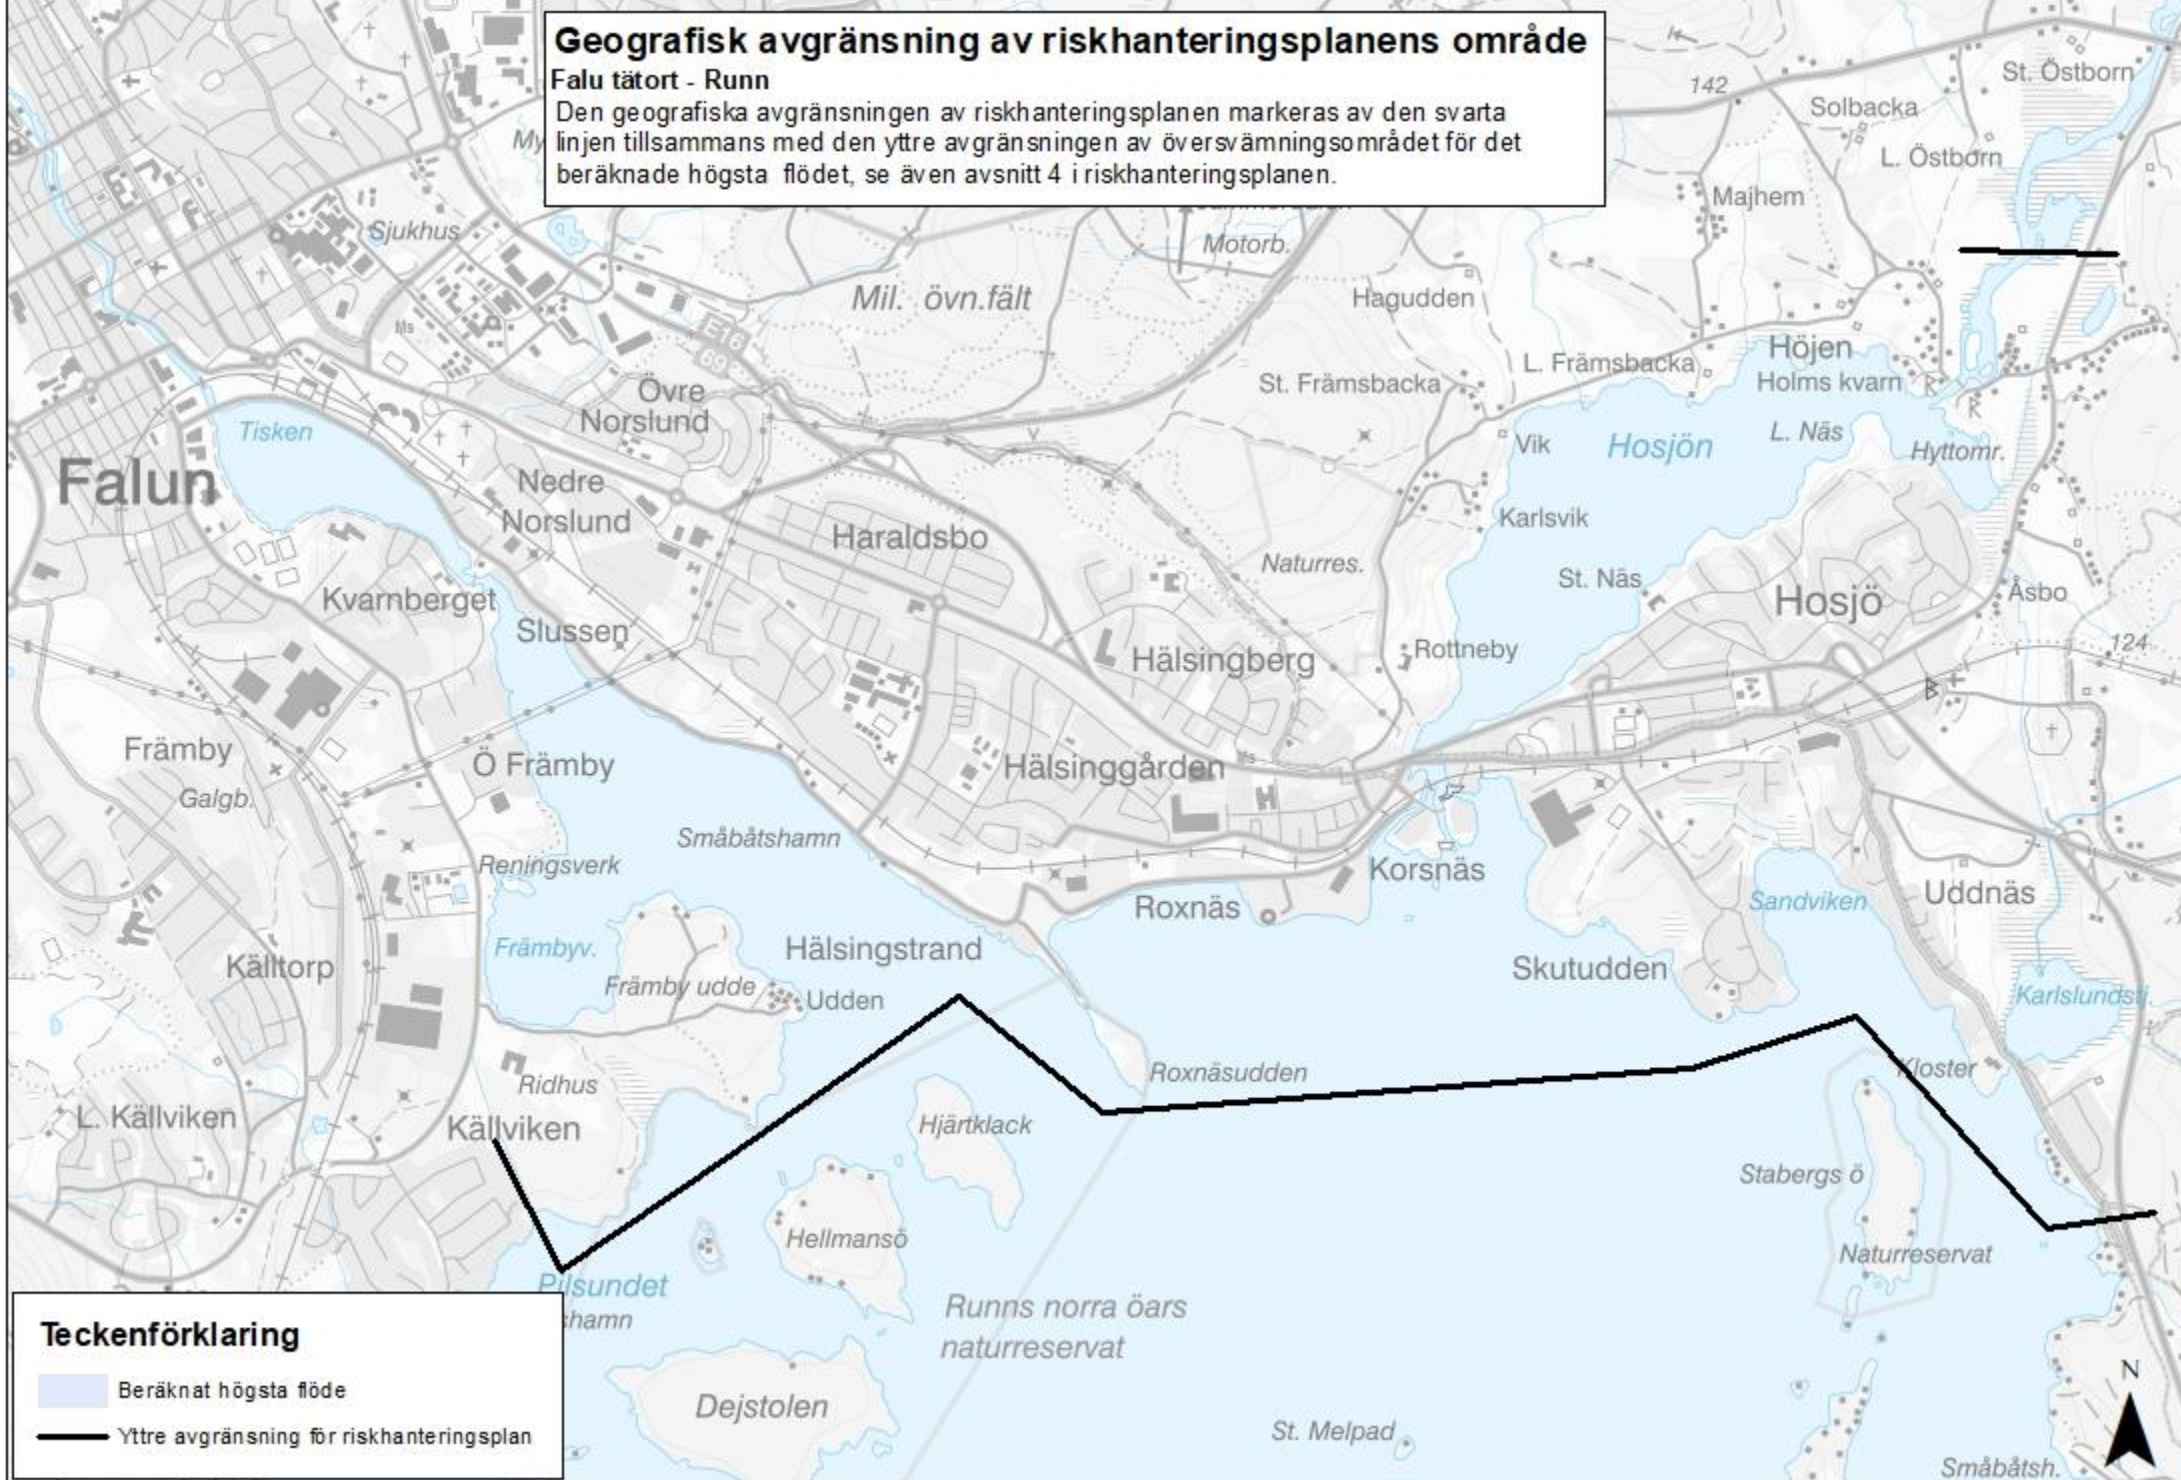 Geografisk avgränsning av riskhanteringsplanens område
Falu tätort - Runn
Den geografiska avgränsningen av riskhanteringsplanen markeras av den svarta
linjen tillsammans med den yttre avgränsningen av översvämningsområdet för det
beräknade högsta flödet, se även avsnitt 4 i riskhanteringsplanen.
142
St. Östborn
Solbacka
L. Östborn
My
Majhem
Sjukhus
Motorb.
Mil. övn.fält
Hagudden
Ms
E16
69
Höjen
L. Främsbacka
Holms kvarn
R
St. Främsbacka
R
Övre
Norslund
Tisken
Vik
Hosjön
L. Näs
Hyttomr.
Falun
Nedre
Norslund
Karlsvik
Haraldsbo
Naturres.
St. Näs
Åsbo
Kvarnberget
Hosjö
Slussen
124
Hälsingberg
Rottneby
B
Främby
Ö Främby
Hälsinggården
Ms
Galgb.
Småbåtshamn
Reningsverk
Korsnäs
Roxnäs
Sandviken
Uddnäs
Främbyv.
Hälsingstrand
Källtorp
Skutudden
Främby udde
Udden
Karlslundstj.
Kloster
Ridhus
Roxnäsudden
L. Källviken
Källviken
Hjärtklack
Stabergs ö
Hellmansö
Naturreservat
Pilsundet
shamn
Runns norra öars
naturreservat
Teckenförklaring
Beräknat högsta flöde
Yttre avgränsning för riskhanteringsplan
Dejstolen
St. Melpad
N
Småbåtsh.